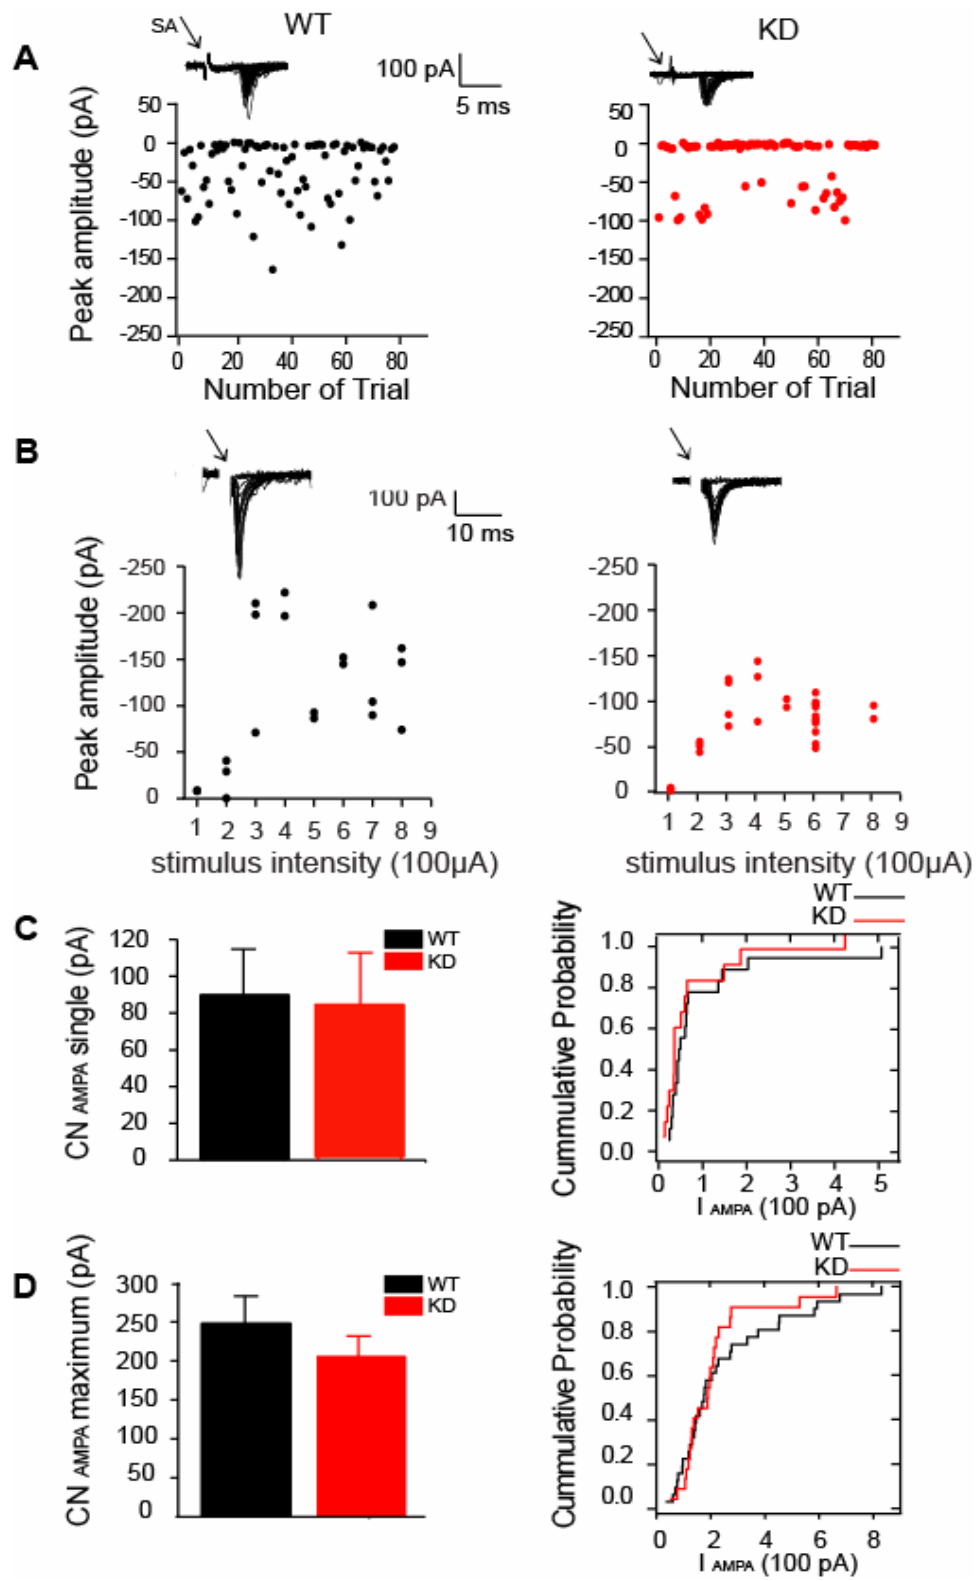 WT
KD
SA
A
100 pA
5 ms
Peak amplitude (pA)
50
0
-50
-100
-150
-200
-250
0 20 40 60 80
Number of Trial
50
0
-50
-100
-150
-200
-250
0 20 40 60 80
Number of Trial
B
100 pA
10 ms
Peak amplitude (pA)
-250
-200
-150
-100
-50
0
1 2 3 4 5 6 7 8 9
stimulus intensity (100µA)
-250
-200
-150
-100
-50
0
1 2 3 4 5 6 7 8 9
stimulus intensity (100µA)
C
CN AMPA single (pA)
120
100
80
60
40
20
0
WT
KD
Cummulative Probability
WT
KD
1.0
0.8
0.6
0.4
0.2
0.0
0 1 2 3 4 5
I AMPA (100 pA)
D
CN AMPA maximum (pA)
300
250
200
150
100
50
0
WT
KD
Cummulative Probability
WT
KD
1.0
0.8
0.6
0.4
0.2
0.0
0 2 4 6 8
I AMPA (100 pA)